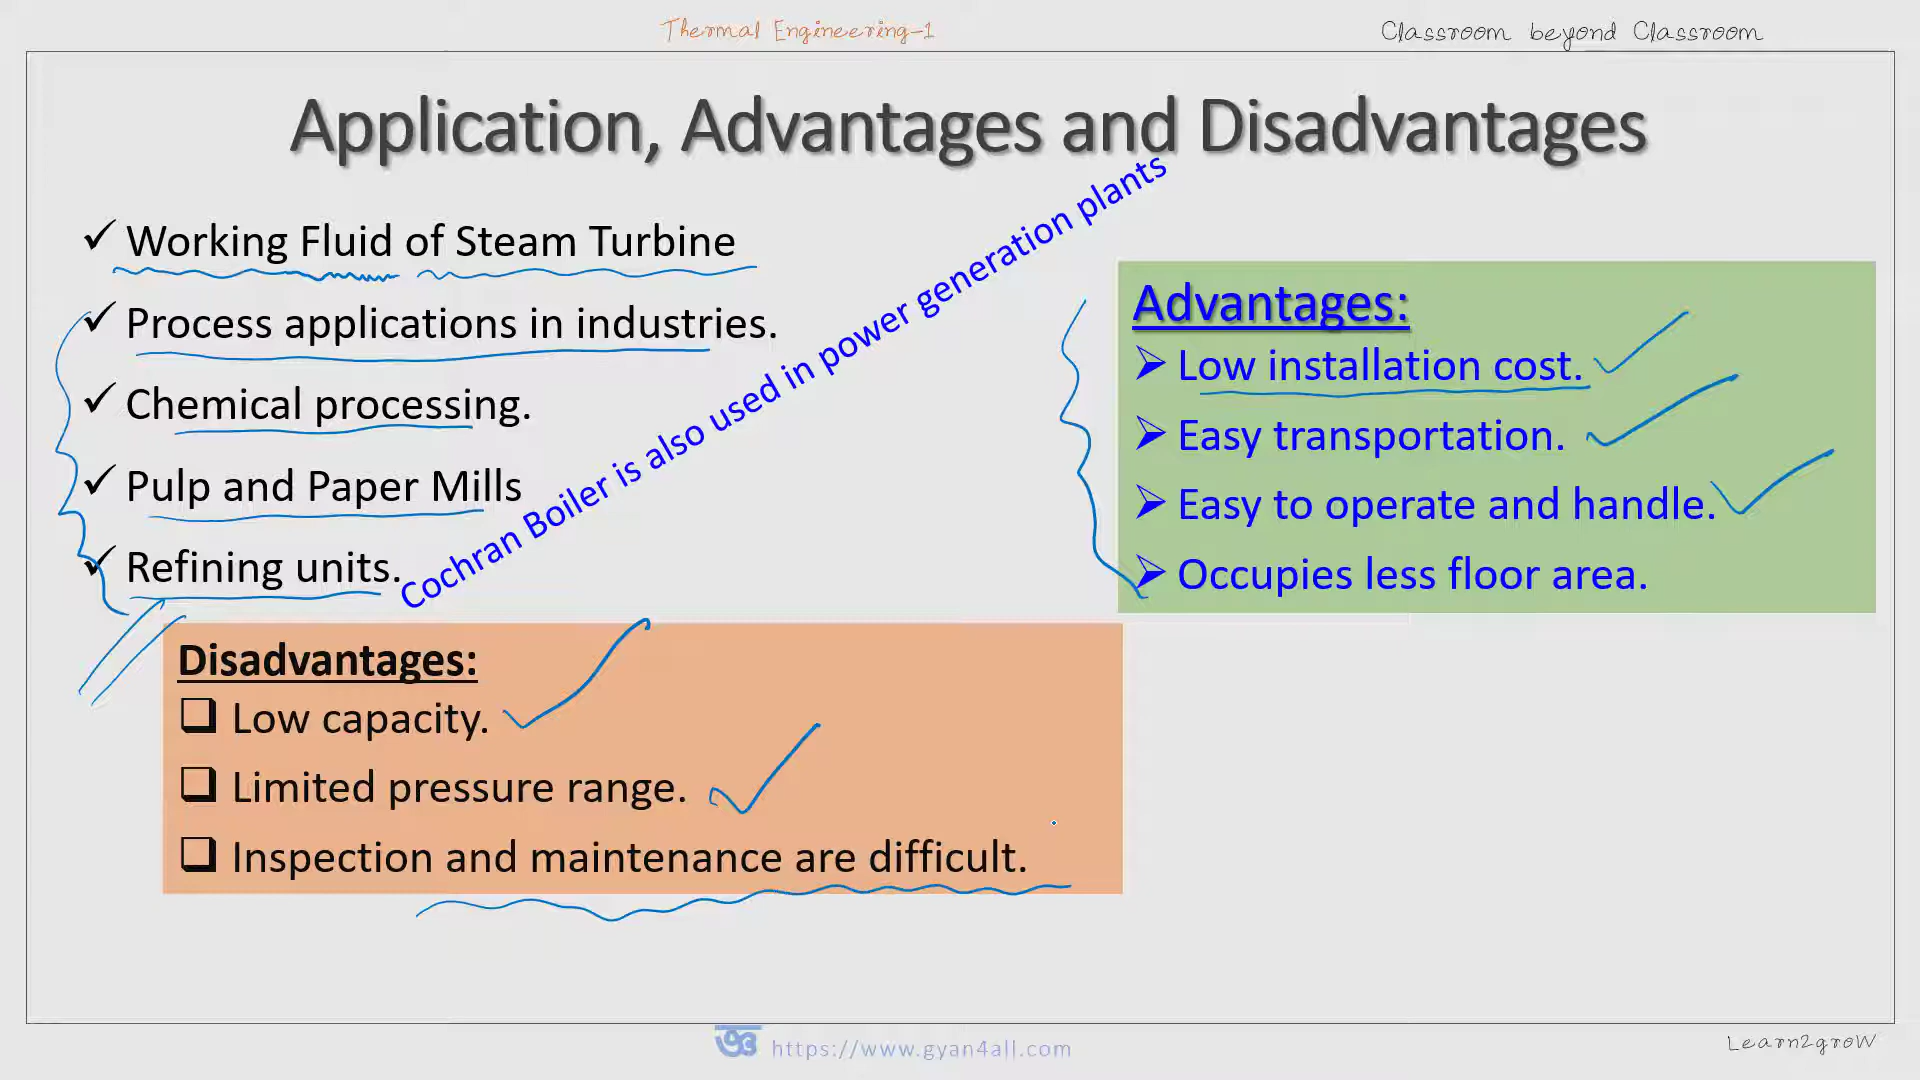 Thermal Engineering-1
Classroom beyond Classroom
Application, Advantages and Disadvantages
Working Fluid of Steam Turbine
Process applications in industries.
Chemical processing.
Pulp and Paper Mills
Refining units.
Cochran Boiler is also used in power generation plants
Advantages:
Low installation cost.
Easy transportation.
Easy to operate and handle.
Occupies less floor area.
Disadvantages:
Low capacity.
Limited pressure range.
Inspection and maintenance are difficult.
https://www.gyan4all.com
Learn2groW